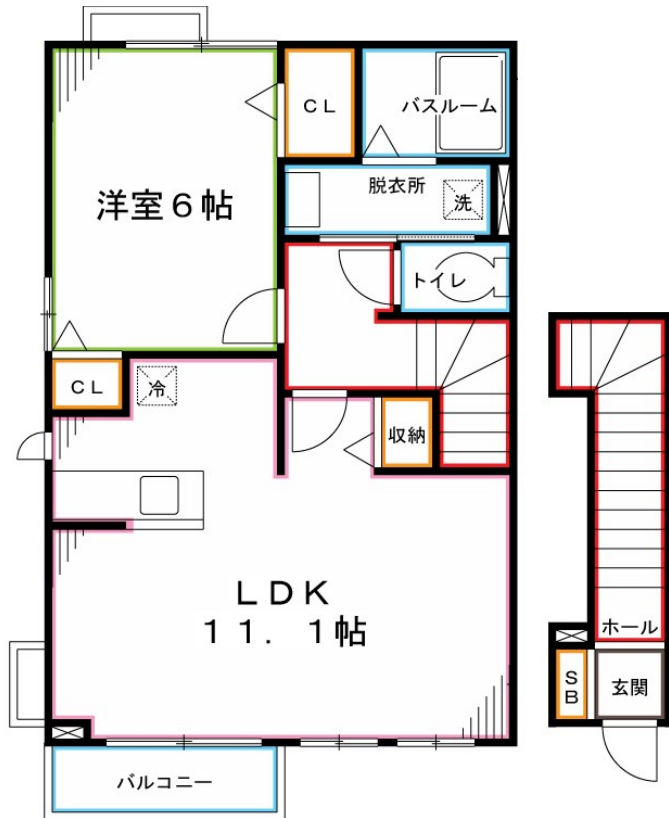 CL
バスルーム
脱衣所
洗
洋室6帖
トイレ
CL
冷
収納
LDK
11.1帖
ホール
SB
玄関
バルコニー